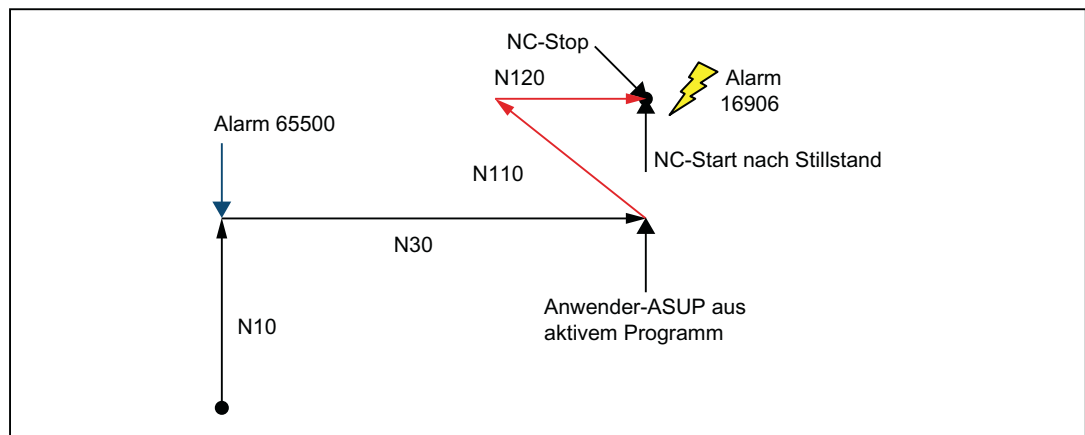 NC-Stop
N120
Alarm
16906
Alarm 65500
NC-Start nach Stillstand
N110
N30
Anwender-ASUP aus
aktivem Programm
N10